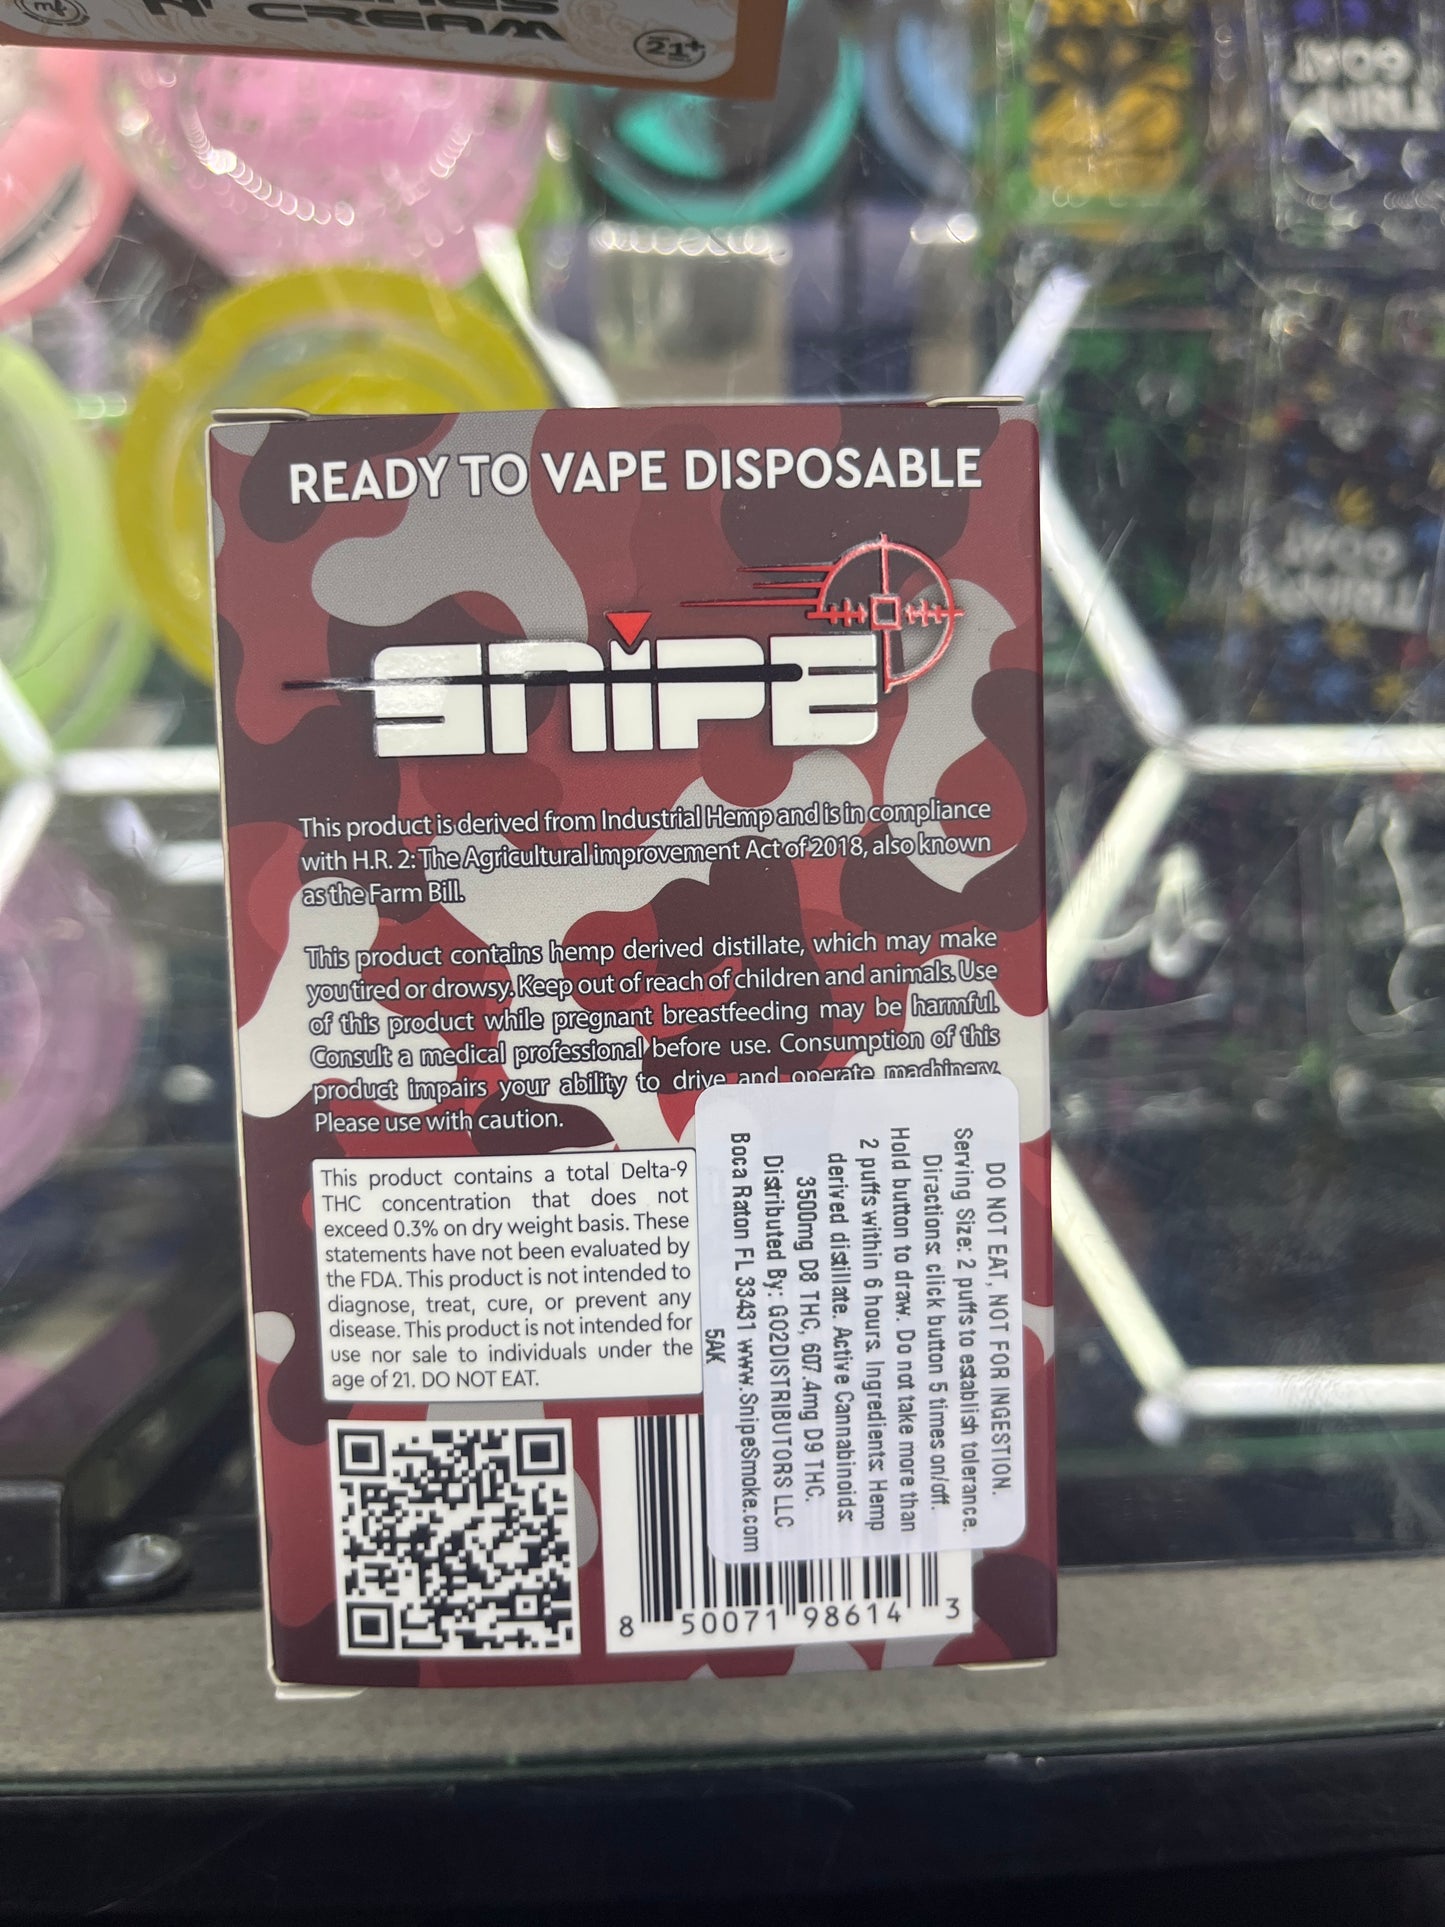 CREAM
21+
READY TO VAPE DISPOSABLE
SNIPE
This product is derived from Industrial Hemp and is in compliance
with H.R. 2: The Agricultural improvement Act of 2018, also known
as the Farm Bill.
This product contains hemp derived distillate, which may make
you tired or drowsy. Keep out of reach of children and animals. Use
of this product while pregnant breastfeeding may be harmful.
Consult a medical professional before use. Consumption of this
product impairs your ability to drive and operate machinery.
Please use with caution.
This product contains a total Delta-9
THC concentration that does not
exceed 0.3% on dry weight basis. These
statements have not been evaluated by
the FDA. This product is not intended to
diagnose, treat, cure, or prevent any
disease. This product is not intended for
use nor sale to individuals under the
age of 21. DO NOT EAT.
DO NOT EAT, NOT FOR INGESTION.
Serving Size: 2 puffs to establish tolerance.
Diractions: click button 5 times on/off.
Hold button to draw. Do not take more than
2 puffs within 6 hours. Ingredients: Hemp
derived distillate. Active Cannabinoids:
3500mg D8 THC, 607.4mg D9 THC.
Distributed By: GO2DISTRIBUTORS LLC
Boca Raton FL 33431 www.SnipeSmoke.com
5AK
8 50071 98614 3
GOAT
GOAT